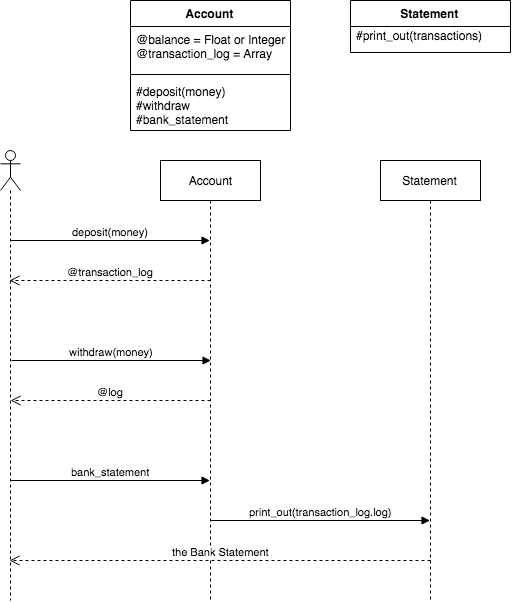 Account
@balance = Float or Integer
@transaction_log = Array
#deposit(money)
#withdraw
#bank_statement
Statement
#print_out(transactions)
Account
Statement
deposit(money)
@transaction_log
withdraw(money)
@log
bank_statement
print_out(transaction_log.log)
the Bank Statement